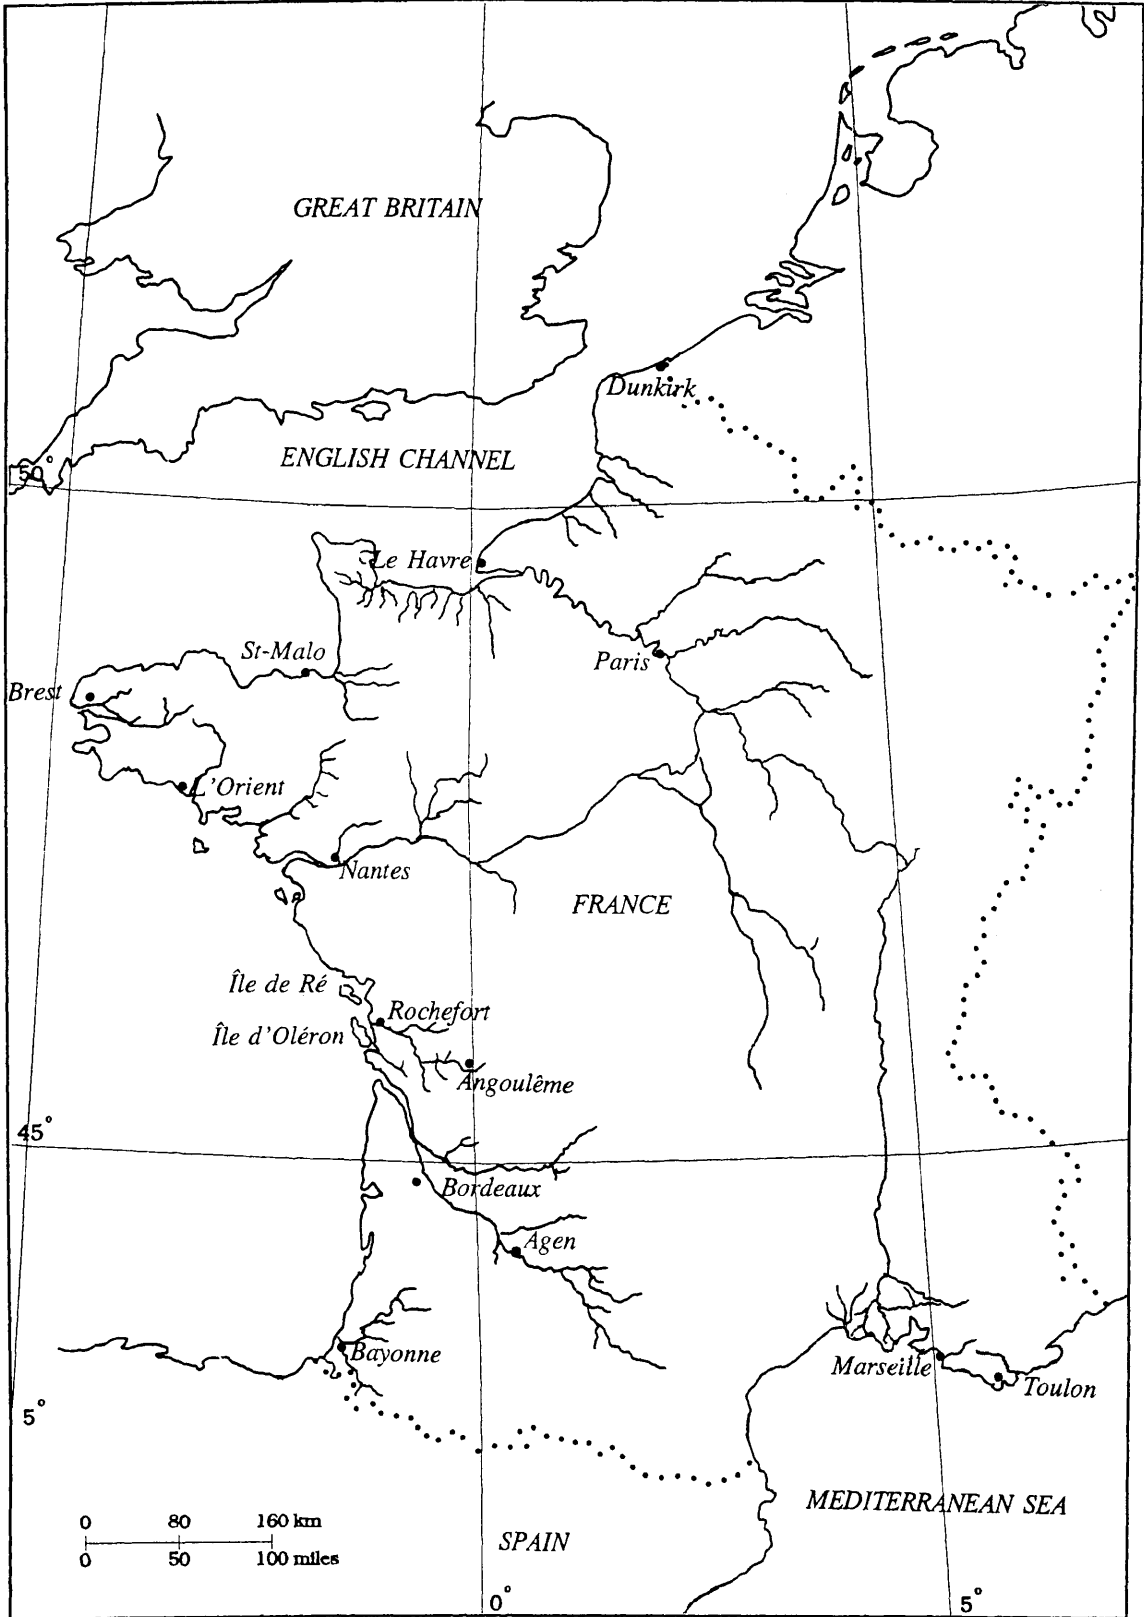 GREAT BRITAIN
Dunkirk
ENGLISH CHANNEL
50°
Le Havre
St-Malo
Paris
Brest
L'Orient
Nantes
FRANCE
Île de Ré
Rochefort
Île d'Oléron
Angoulême
45°
Bordeaux
Agen
Bayonne
Marseille
Toulon
5°
MEDITERRANEAN SEA
0 80 160 km
SPAIN
0 50 100 miles
0°
5°